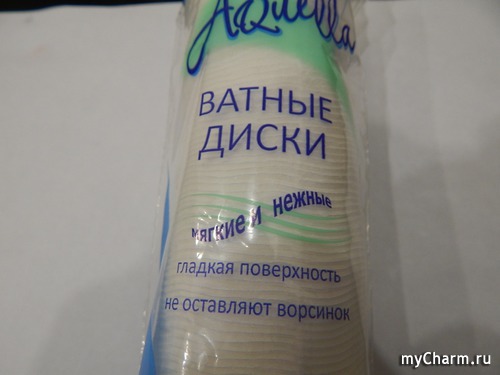 AQuella
ВАТНЫЕ
ДИСКИ
мягкие и нежные
гладкая поверхность
не оставляют ворсинок
myCharm.ru